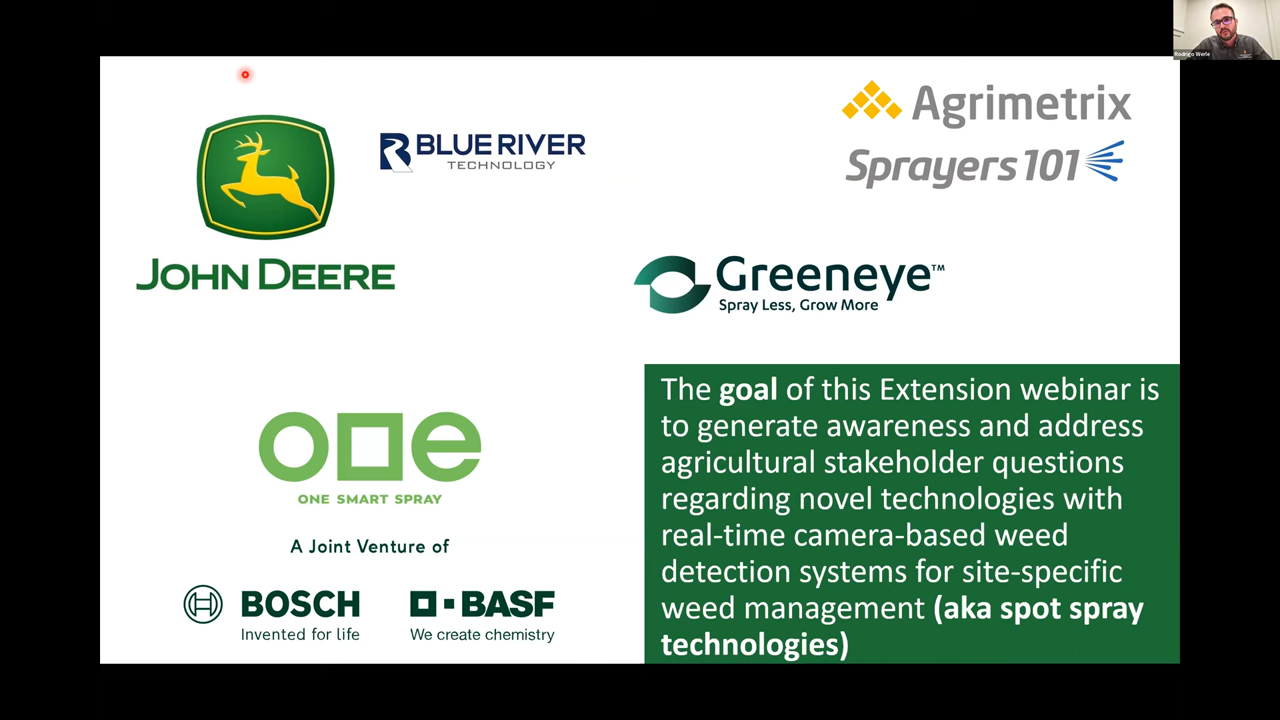 Rodrigo Werle
JOHN DEERE
BLUE RIVER
TECHNOLOGY
Agrimetrix
Sprayers 101
Greeneye™
Spray Less, Grow More
one
ONE SMART SPRAY
A Joint Venture of
BOSCH
Invented for life
BASF
We create chemistry
The goal of this Extension webinar is
to generate awareness and address
agricultural stakeholder questions
regarding novel technologies with
real-time camera-based weed
detection systems for site-specific
weed management (aka spot spray
technologies)